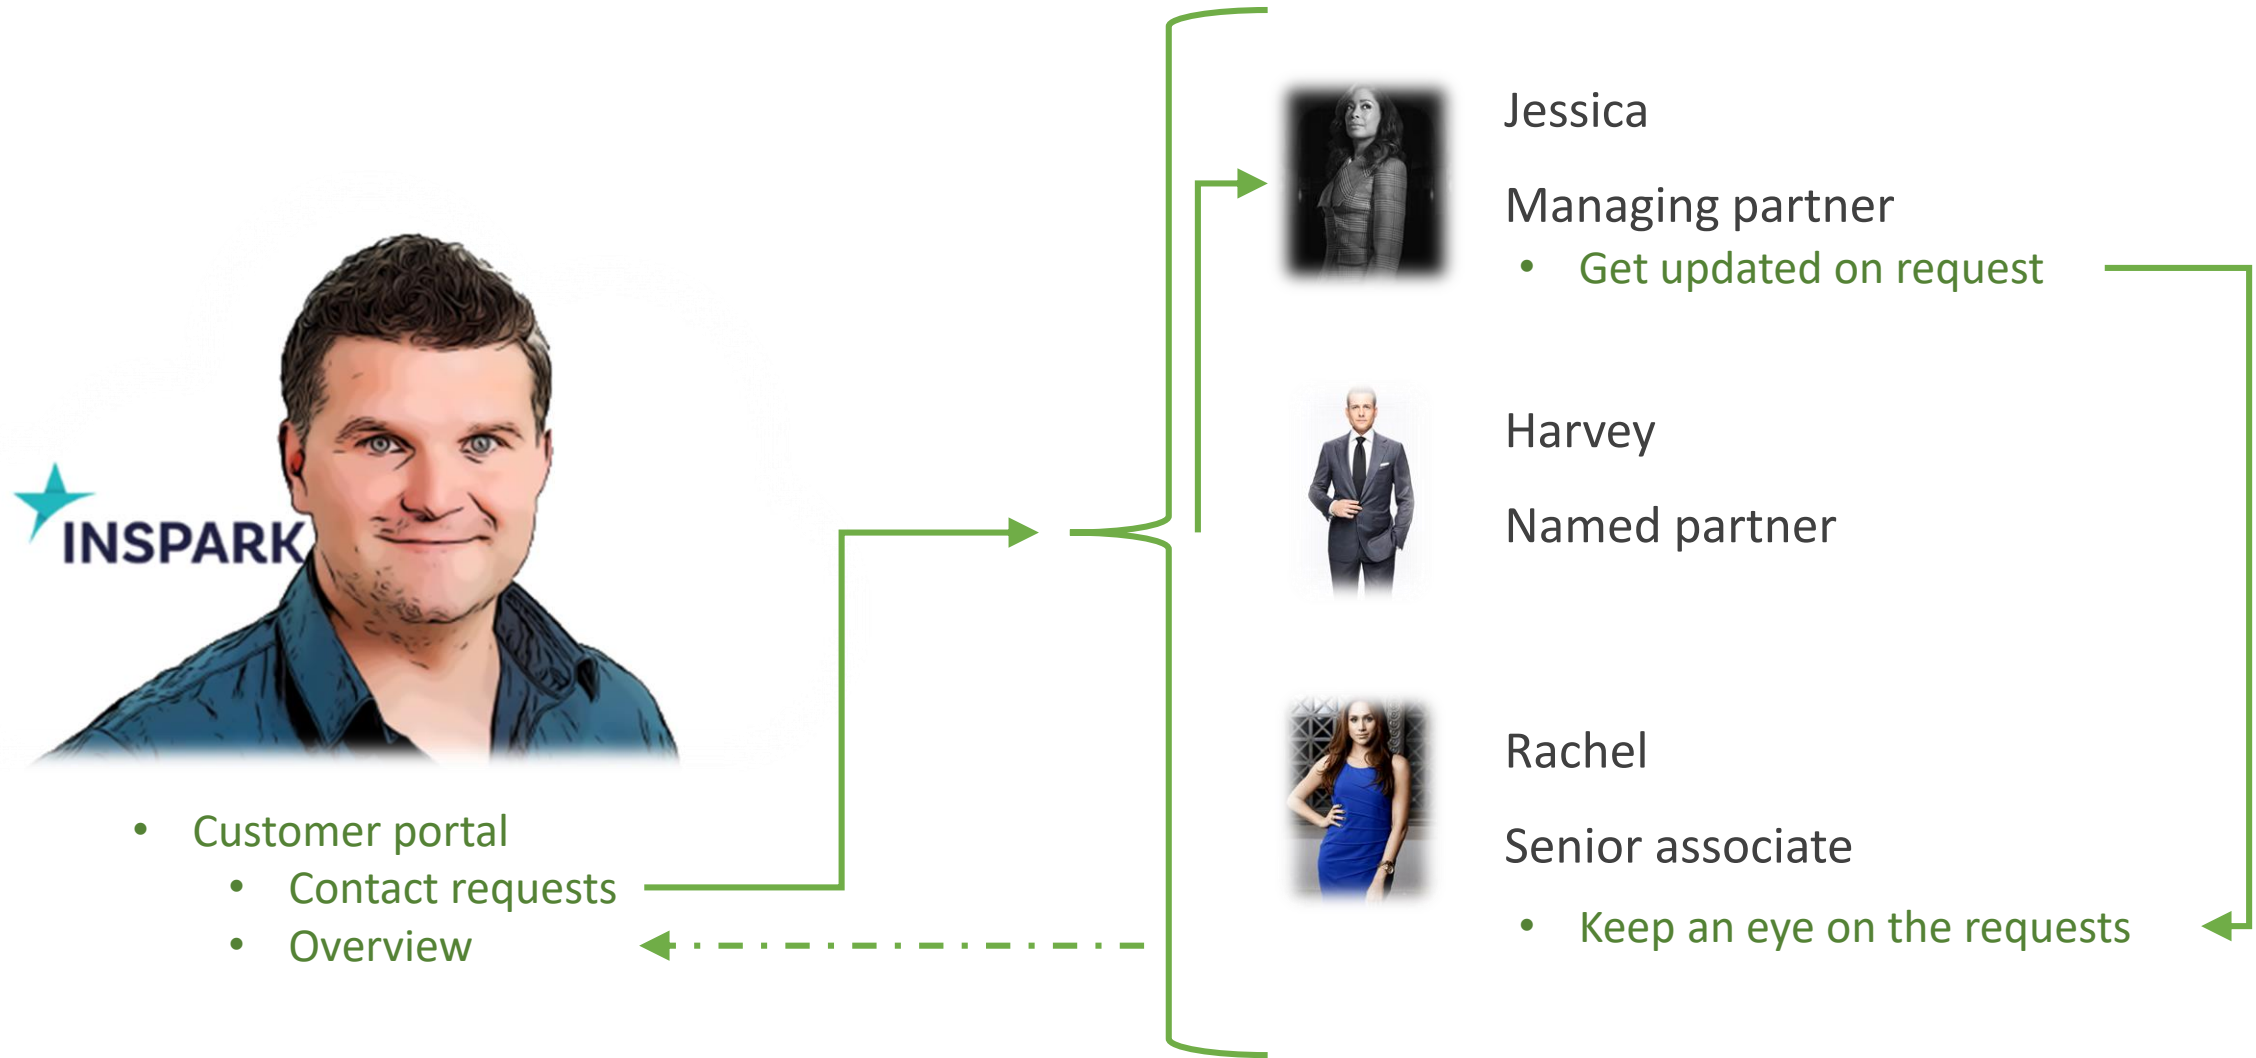 INSPARK
• Customer portal
• Contact requests
• Overview
Jessica
Managing partner
• Get updated on request
Harvey
Named partner
Rachel
Senior associate
• Keep an eye on the requests